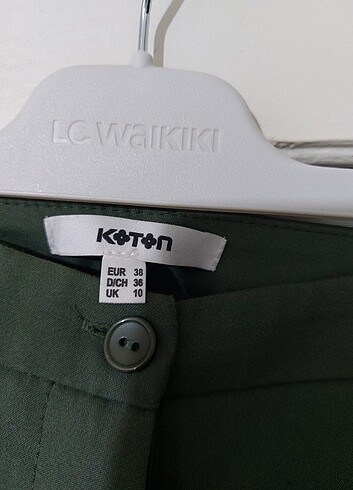 LC WAIKIKI
KOTON
EUR 38
D/CH 36
UK 10